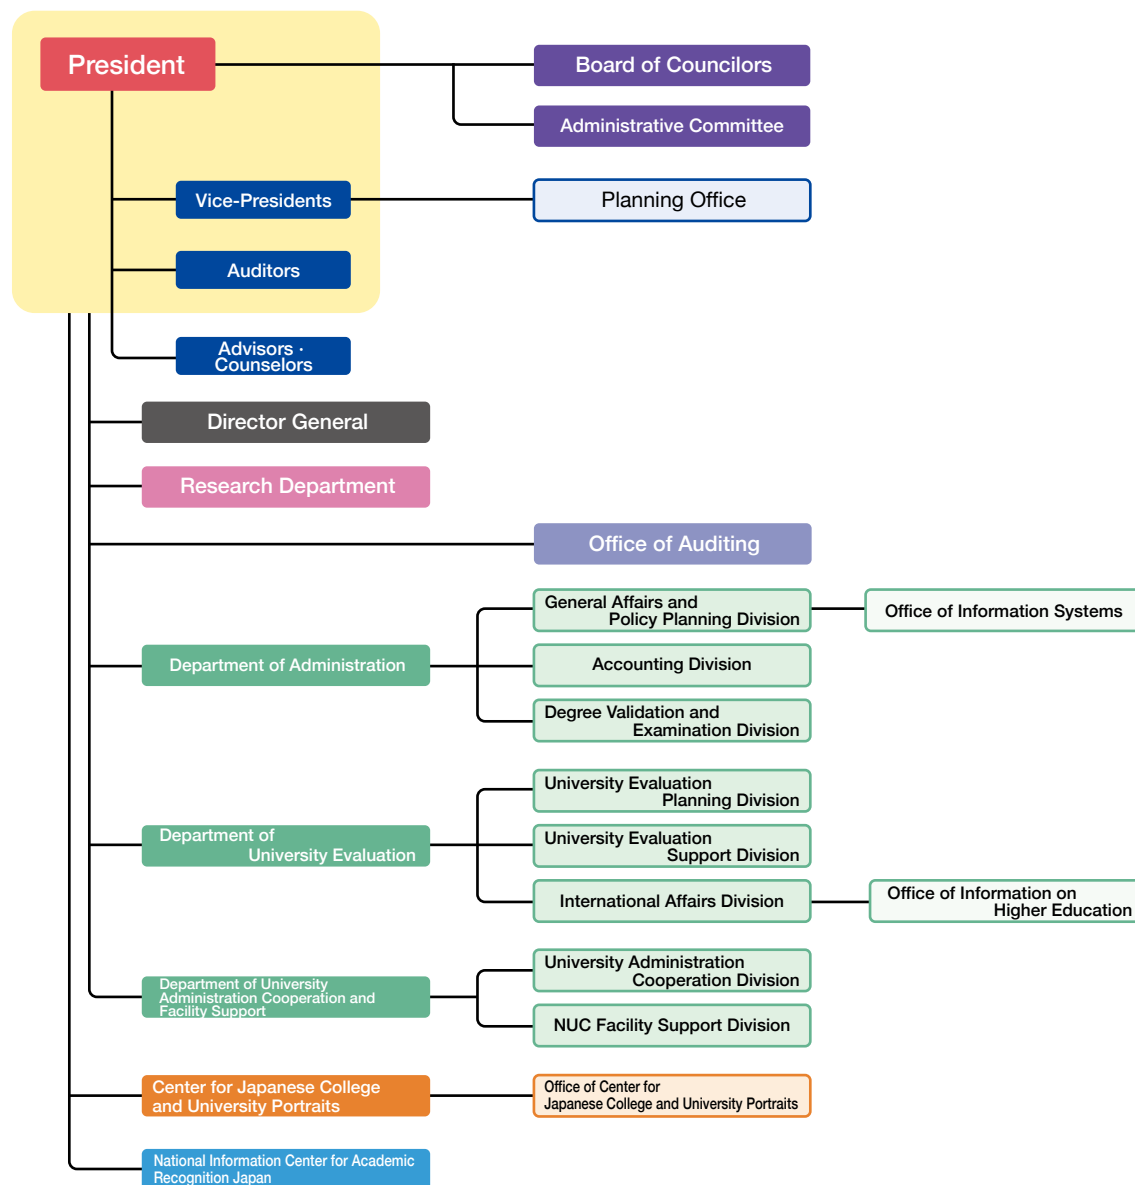 President
Board of Councilors
Administrative Committee
Vice-Presidents
Planning Office
Auditors
Advisors ·
Counselors
Director General
Research Department
Office of Auditing
General Affairs and
Policy Planning Division
Office of Information Systems
Department of Administration
Accounting Division
Degree Validation and
Examination Division
University Evaluation
Planning Division
Department of
University Evaluation
University Evaluation
Support Division
International Affairs Division
Office of Information on
Higher Education
University Administration
Cooperation Division
Department of University
Administration Cooperation and
Facility Support
NUC Facility Support Division
Center for Japanese College
and University Portraits
Office of Center for
Japanese College and University Portraits
National Information Center for Academic
Recognition Japan